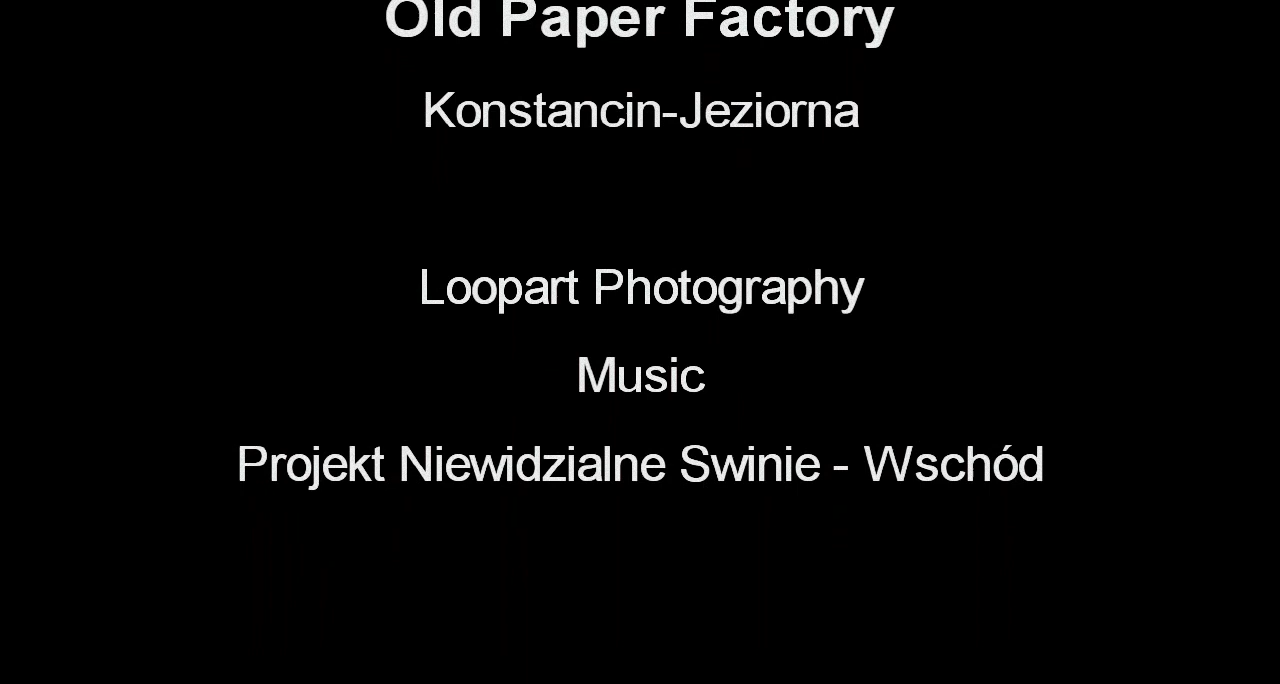 Old Paper Factory
Konstancin-Jeziorna
Loopart Photography
Music
Projekt Niewidzialne Swinie - Wschód